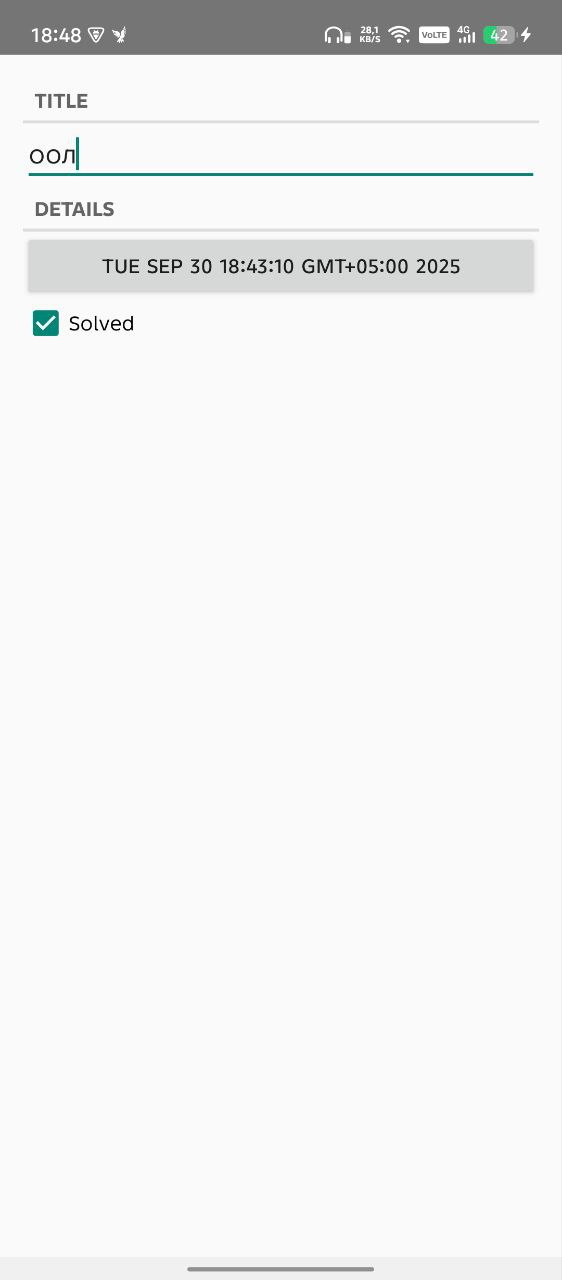 18:48 28,1 KB/S VoLTE 4G 42
TITLE
оол
DETAILS
TUE SEP 30 18:43:10 GMT+05:00 2025
Solved